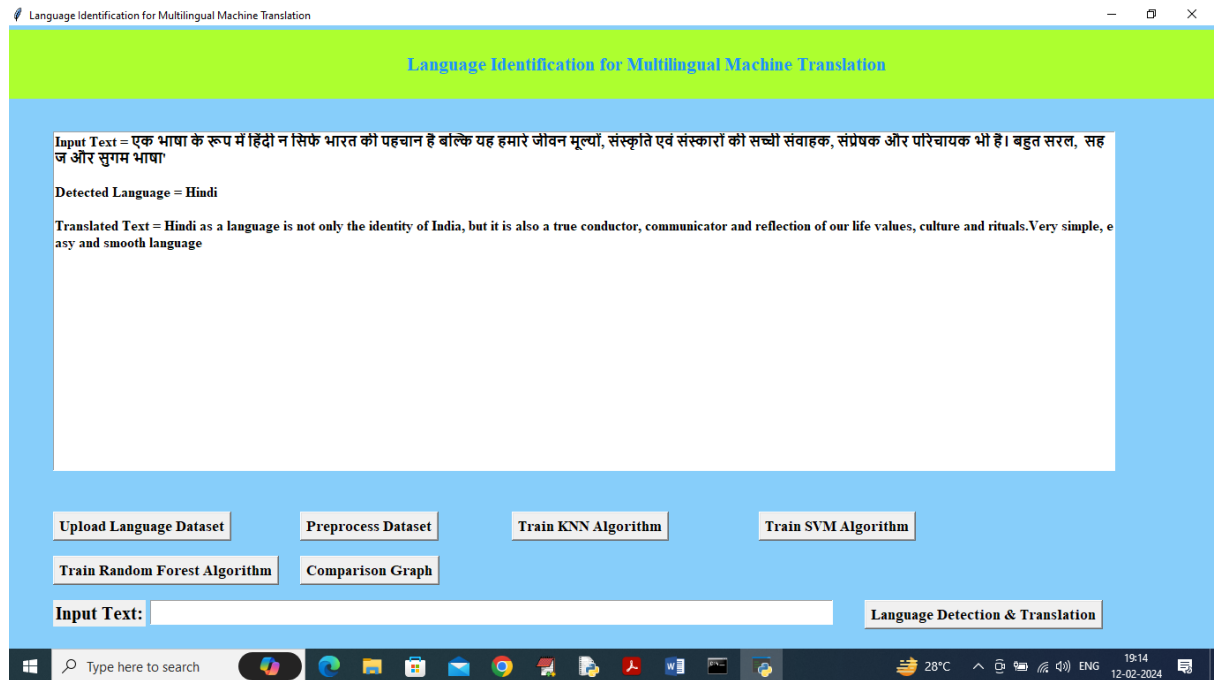 Language Identification for Multilingual Machine Translation
Language Identification for Multilingual Machine Translation
Input Text = एक भाषा के रूप में हिंदी न सिर्फ भारत की पहचान है बल्कि यह हमारे जीवन मूल्यों, संस्कृति एवं संस्कारों की सच्ची संवाहक, संप्रेषक और परिचायक भी है। बहुत सरल, सह
ज और सुगम भाषा'
Detected Language = Hindi
Translated Text = Hindi as a language is not only the identity of India, but it is also a true conductor, communicator and reflection of our life values, culture and rituals.Very simple, e
asy and smooth language
Upload Language Dataset
Preprocess Dataset
Train KNN Algorithm
Train SVM Algorithm
Train Random Forest Algorithm
Comparison Graph
Input Text:
Language Detection & Translation
Type here to search
28°C
ENG
19:14
12-02-2024